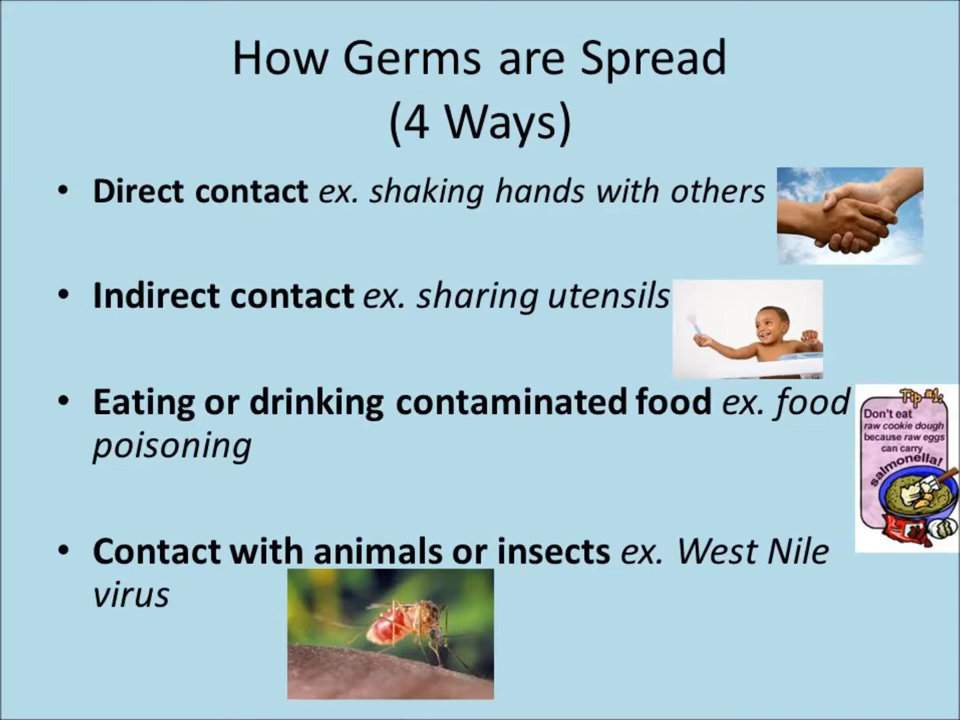 How Germs are Spread
(4 Ways)
• Direct contact ex. shaking hands with others
• Indirect contact ex. sharing utensils
• Eating or drinking contaminated food ex. food
poisoning
Tip #1:
Don't eat
raw cookie dough
because raw eggs
can carry
salmonella!
• Contact with animals or insects ex. West Nile
virus